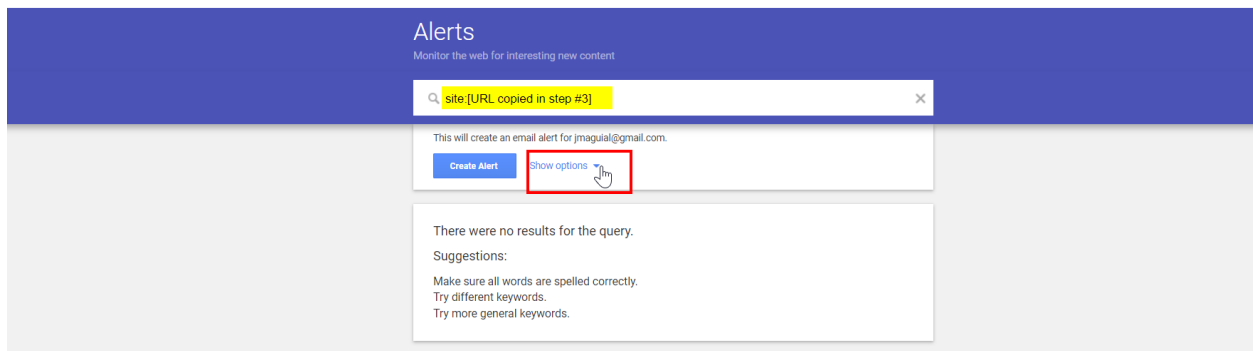 Alerts
Monitor the web for interesting new content
site:[URL copied in step #3]
This will create an email alert for jmaguial@gmail.com.
Create Alert Show options
There were no results for the query.
Suggestions:
Make sure all words are spelled correctly.
Try different keywords.
Try more general keywords.